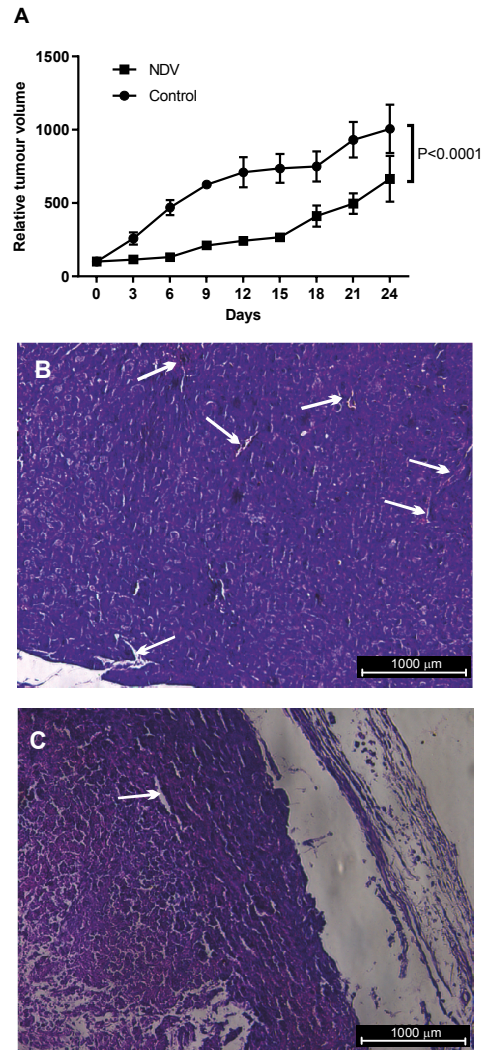 A
1500
NDV
Control
1000
P<0.0001
Relative tumour volume
500
0
0 3 6 9 12 15 18 21 24
Days
B
1000 μm
C
1000 μm